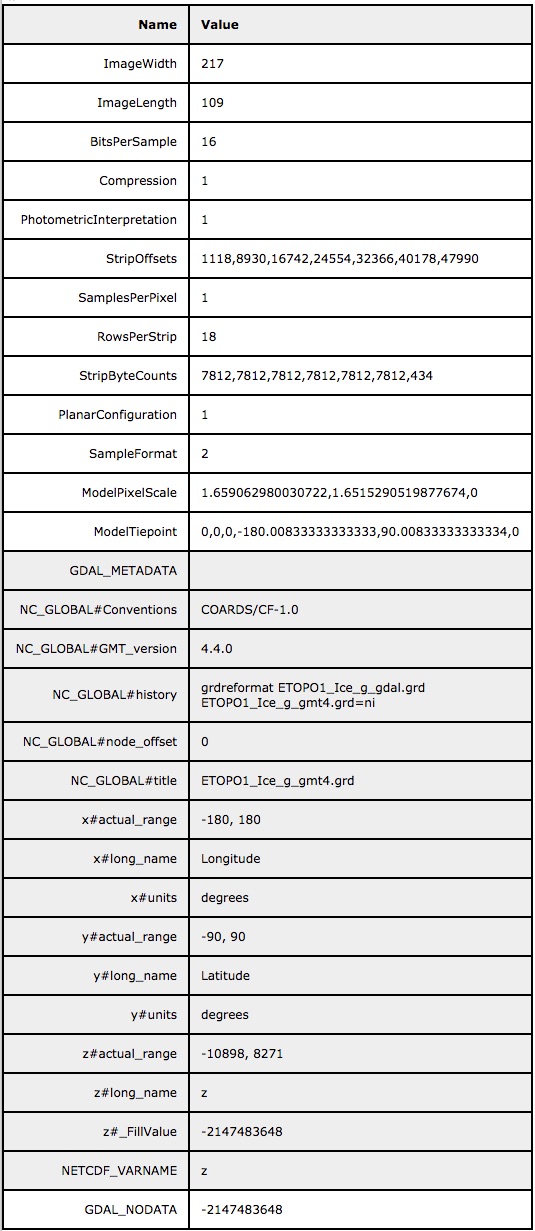 Name Value
ImageWidth 217
ImageLength 109
BitsPerSample 16
Compression 1
PhotometricInterpretation 1
StripOffsets 1118,8930,16742,24554,32366,40178,47990
SamplesPerPixel 1
RowsPerStrip 18
StripByteCounts 7812,7812,7812,7812,7812,7812,434
PlanarConfiguration 1
SampleFormat 2
ModelPixelScale 1.659062980030722,1.6515290519877674,0
ModelTiepoint 0,0,0,-180.00833333333333,90.00833333333334,0
GDAL_METADATA
NC_GLOBAL#Conventions COARDS/CF-1.0
NC_GLOBAL#GMT_version 4.4.0
NC_GLOBAL#history grdreformat ETOPO1_Ice_g_gdal.grd
ETOPO1_Ice_g_gmt4.grd=ni
NC_GLOBAL#node_offset 0
NC_GLOBAL#title ETOPO1_Ice_g_gmt4.grd
x#actual_range -180, 180
x#long_name Longitude
x#units degrees
y#actual_range -90, 90
y#long_name Latitude
y#units degrees
z#actual_range -10898, 8271
z#long_name z
z#_FillValue -2147483648
NETCDF_VARNAME z
GDAL_NODATA -2147483648